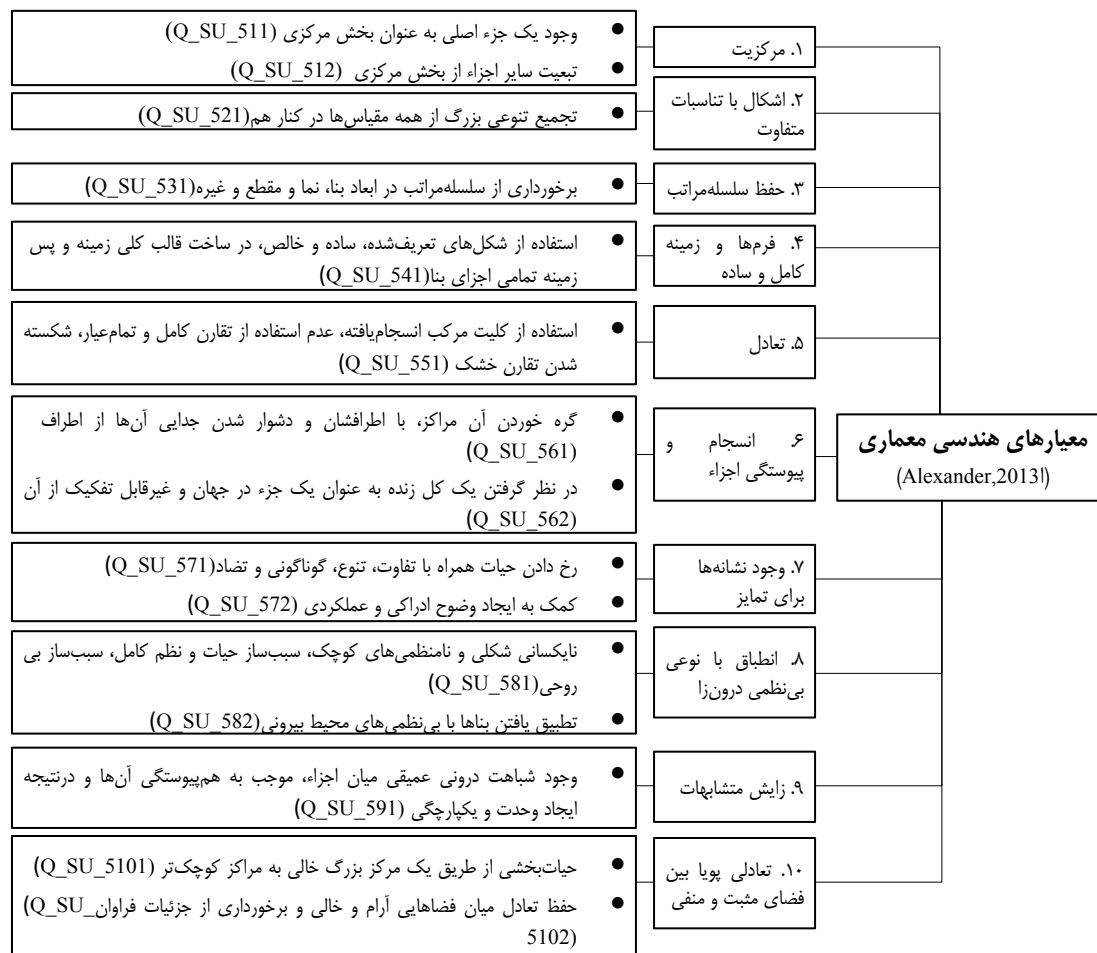 معیارهای هندسی معماری
(Alexander,2013ا)
۱. مرکزیت
وجود یک جزء اصلی به عنوان بخش مرکزی (Q_SU_511)
تبعیت سایر اجزاء از بخش مرکزی (Q_SU_512)
۲. اشکال با تناسبات
متفاوت
تجمیع تنوعی بزرگ از همه مقیاس‌ها در کنار هم(Q_SU_521)
۳. حفظ سلسله‌مراتب
برخورداری از سلسله‌مراتب در ابعاد بنا، نما و مقطع و غیره(Q_SU_531)
۴. فرم‌ها و زمینه
کامل و ساده
استفاده از شکل‌های تعریف‌شده، ساده و خالص، در ساخت قالب کلی زمینه و پس
زمینه تمامی اجزای بنا(Q_SU_541)
۵. تعادل
استفاده از کلیت مرکب انسجام‌یافته، عدم استفاده از تقارن کامل و تمام‌عیار، شکسته
شدن تقارن خشک (Q_SU_551)
۶. انسجام و
پیوستگی اجزاء
گره خوردن آن مراکز، با اطرافشان و دشوار شدن جدایی آن‌ها از اطراف
(Q_SU_561)
در نظر گرفتن یک کل زنده به عنوان یک جزء در جهان و غیرقابل تفکیک از آن
(Q_SU_562)
۷. وجود نشانه‌ها
برای تمایز
رخ دادن حیات همراه با تفاوت، تنوع، گوناگونی و تضاد(Q_SU_571)
کمک به ایجاد وضوح ادراکی و عملکردی (Q_SU_572)
۸. انطباق با نوعی
بی‌نظمی درون‌زا
نایکسانی شکلی و نامنظمی‌های کوچک، سبب‌ساز حیات و نظم کامل، سبب‌ساز بی
روحی(Q_SU_581)
تطبیق یافتن بناها با بی‌نظمی‌های محیط بیرونی(Q_SU_582)
۹. زایش متشابهات
وجود شباهت درونی عمیقی میان اجزاء، موجب به هم‌پیوستگی آن‌ها و درنتیجه
ایجاد وحدت و یکپارچگی (Q_SU_591)
۱۰. تعادلی پویا بین
فضای مثبت و منفی
حیات‌بخشی از طریق یک مرکز بزرگ خالی به مراکز کوچک‌تر (Q_SU_5101)
حفظ تعادل میان فضاهایی آرام و خالی و برخورداری از جزئیات فراوان_Q_SU)
(5102